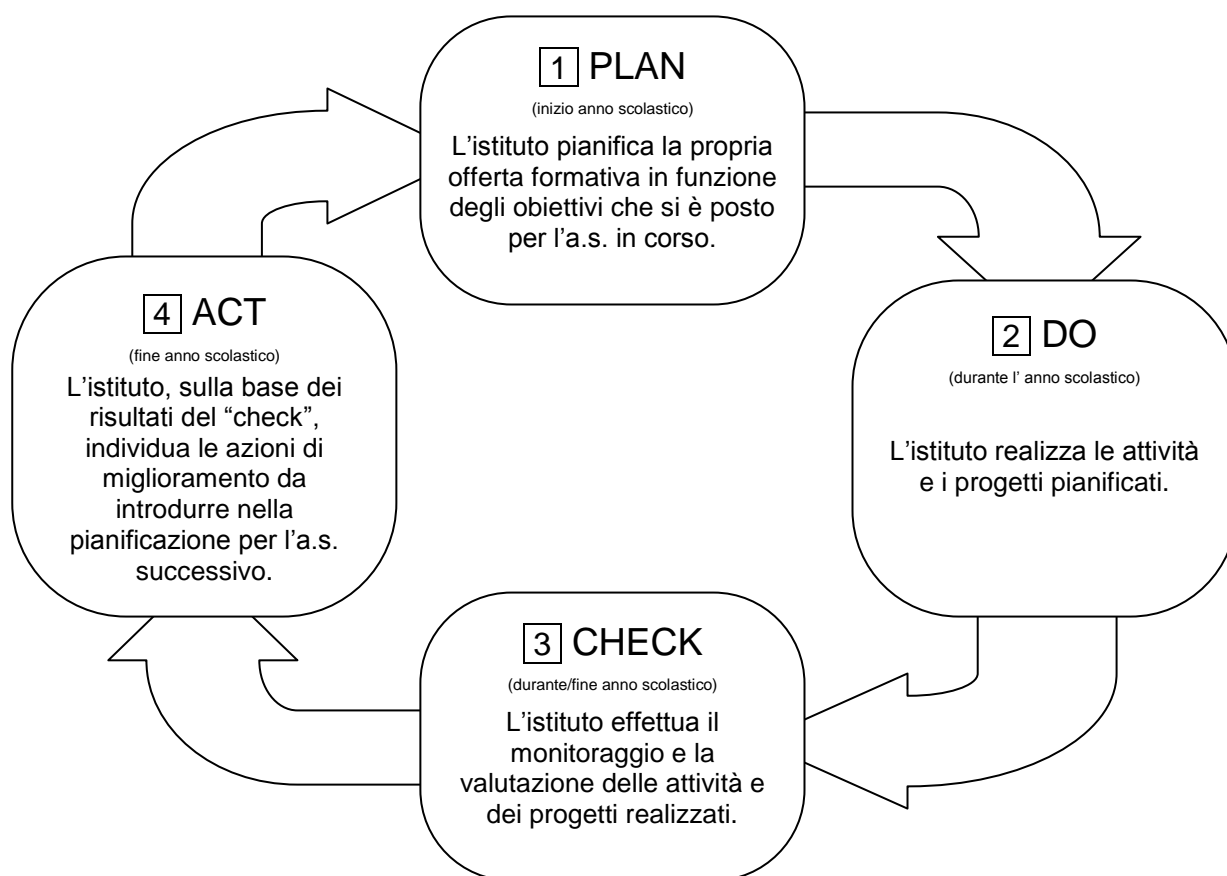 1 PLAN
(inizio anno scolastico)
L'istituto pianifica la propria
offerta formativa in funzione
degli obiettivi che si è posto
per l'a.s. in corso.
2 DO
(durante l' anno scolastico)
L'istituto realizza le attività
e i progetti pianificati.
3 CHECK
(durante/fine anno scolastico)
L'istituto effettua il
monitoraggio e la
valutazione delle attività e
dei progetti realizzati.
4 ACT
(fine anno scolastico)
L'istituto, sulla base dei
risultati del “check”,
individua le azioni di
miglioramento da
introdurre nella
pianificazione per l'a.s.
successivo.